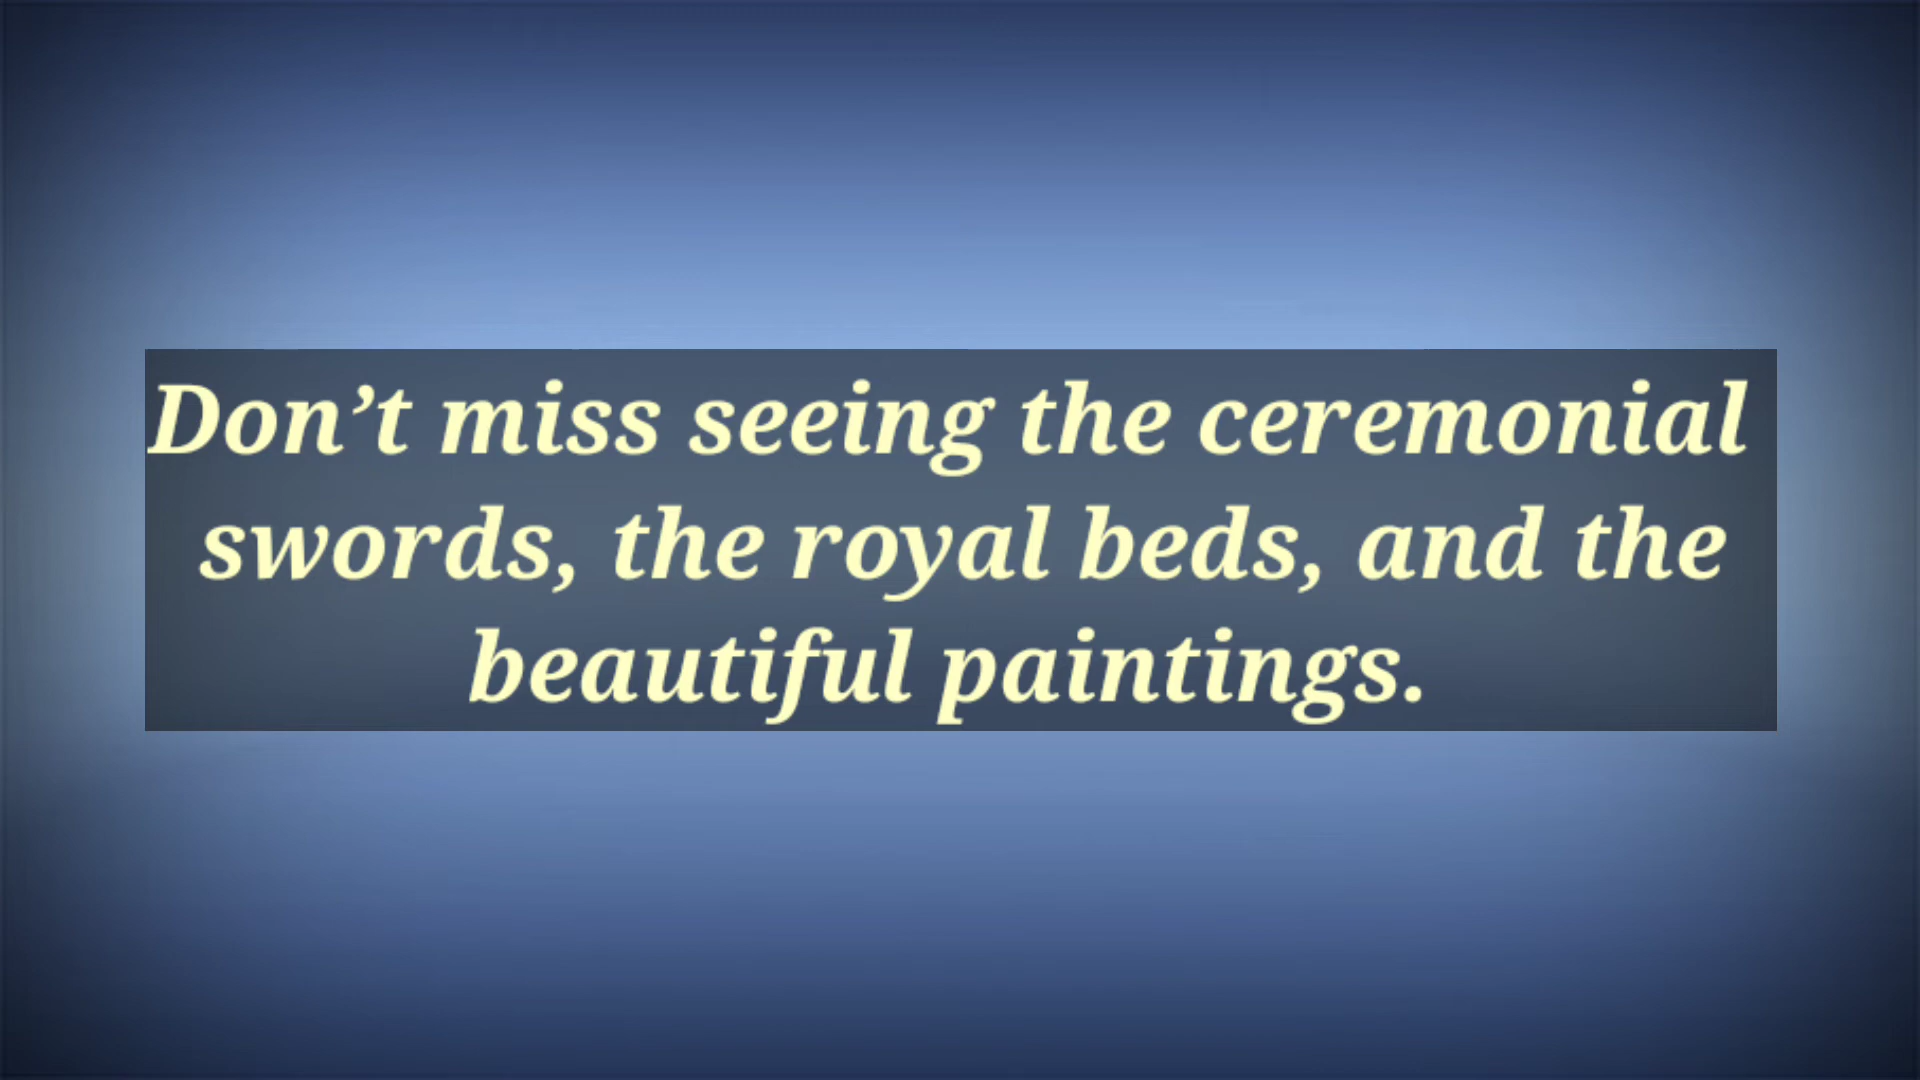 Don’t miss seeing the ceremonial
swords, the royal beds, and the
beautiful paintings.